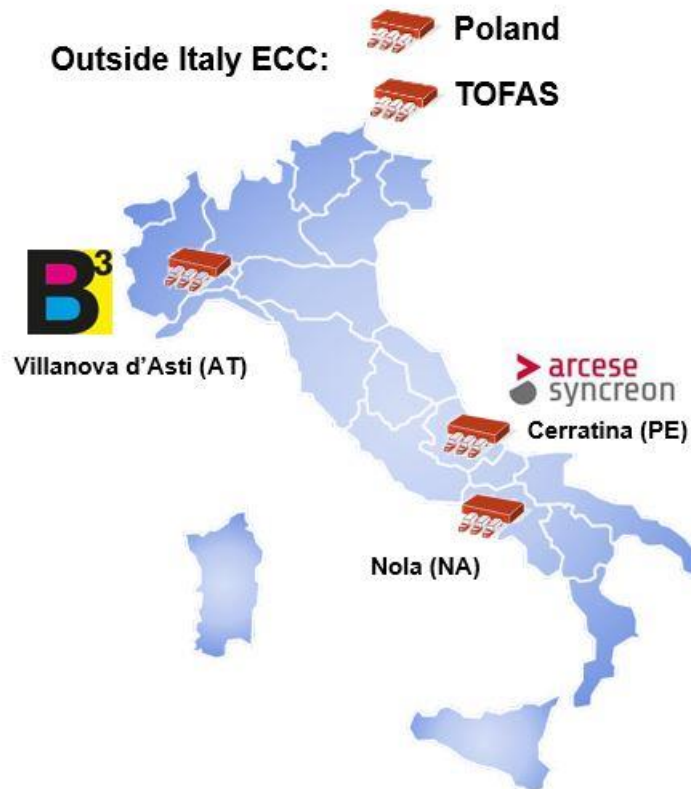 Outside Italy ECC:
Poland
TOFAS
B3
Villanova d’Asti (AT)
arcese
syncreon
Cerratina (PE)
Nola (NA)